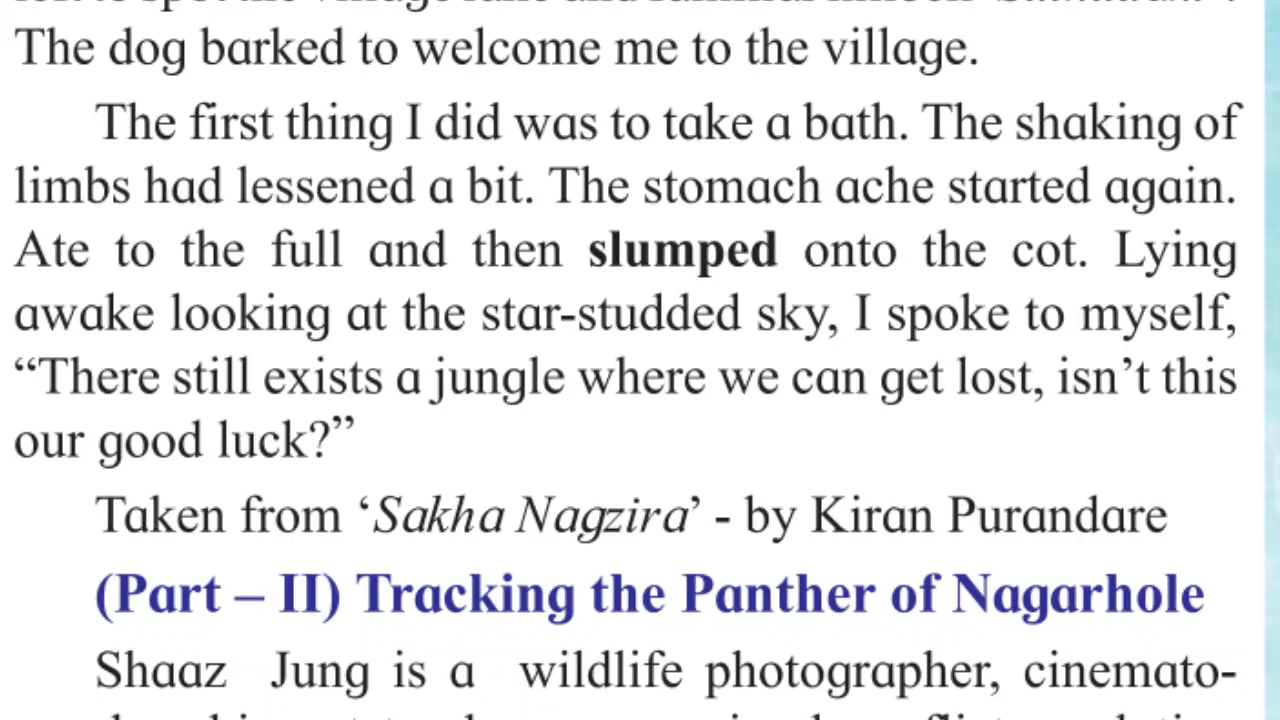 The dog barked to welcome me to the village.
The first thing I did was to take a bath. The shaking of
limbs had lessened a bit. The stomach ache started again.
Ate to the full and then slumped onto the cot. Lying
awake looking at the star-studded sky, I spoke to myself,
“There still exists a jungle where we can get lost, isn’t this
our good luck?”
Taken from ‘Sakha Nagzira’ - by Kiran Purandare
(Part – II) Tracking the Panther of Nagarhole
Shaaz Jung is a wildlife photographer, cinemato-